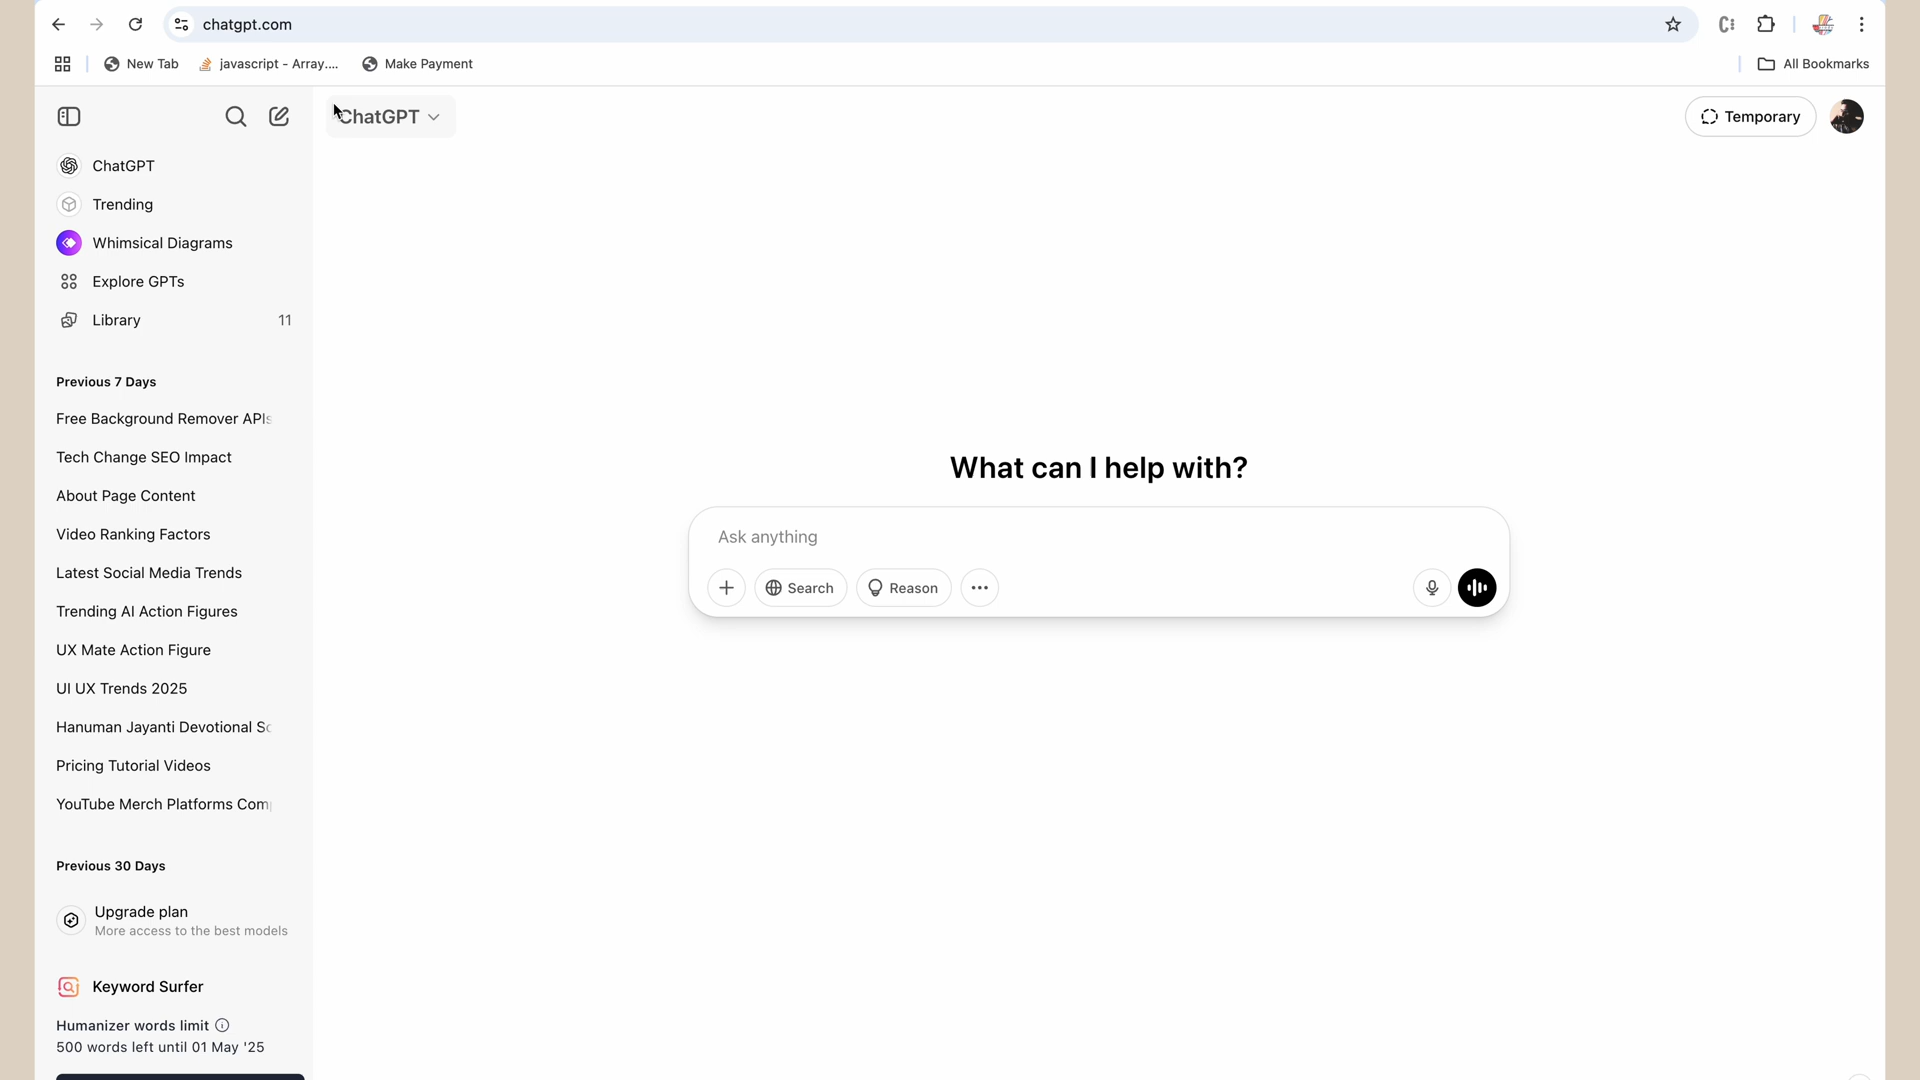 chatgpt.com
New Tab
javascript - Array....
Make Payment
All Bookmarks
ChatGPT
Temporary
ChatGPT
Trending
Whimsical Diagrams
Explore GPTs
Library 11
Previous 7 Days
Free Background Remover APIs
Tech Change SEO Impact
About Page Content
Video Ranking Factors
Latest Social Media Trends
Trending AI Action Figures
UX Mate Action Figure
UI UX Trends 2025
Hanuman Jayanti Devotional Sc
Pricing Tutorial Videos
YouTube Merch Platforms Com
Previous 30 Days
Upgrade plan
More access to the best models
Keyword Surfer
Humanizer words limit
500 words left until 01 May '25
What can I help with?
Ask anything
Search
Reason